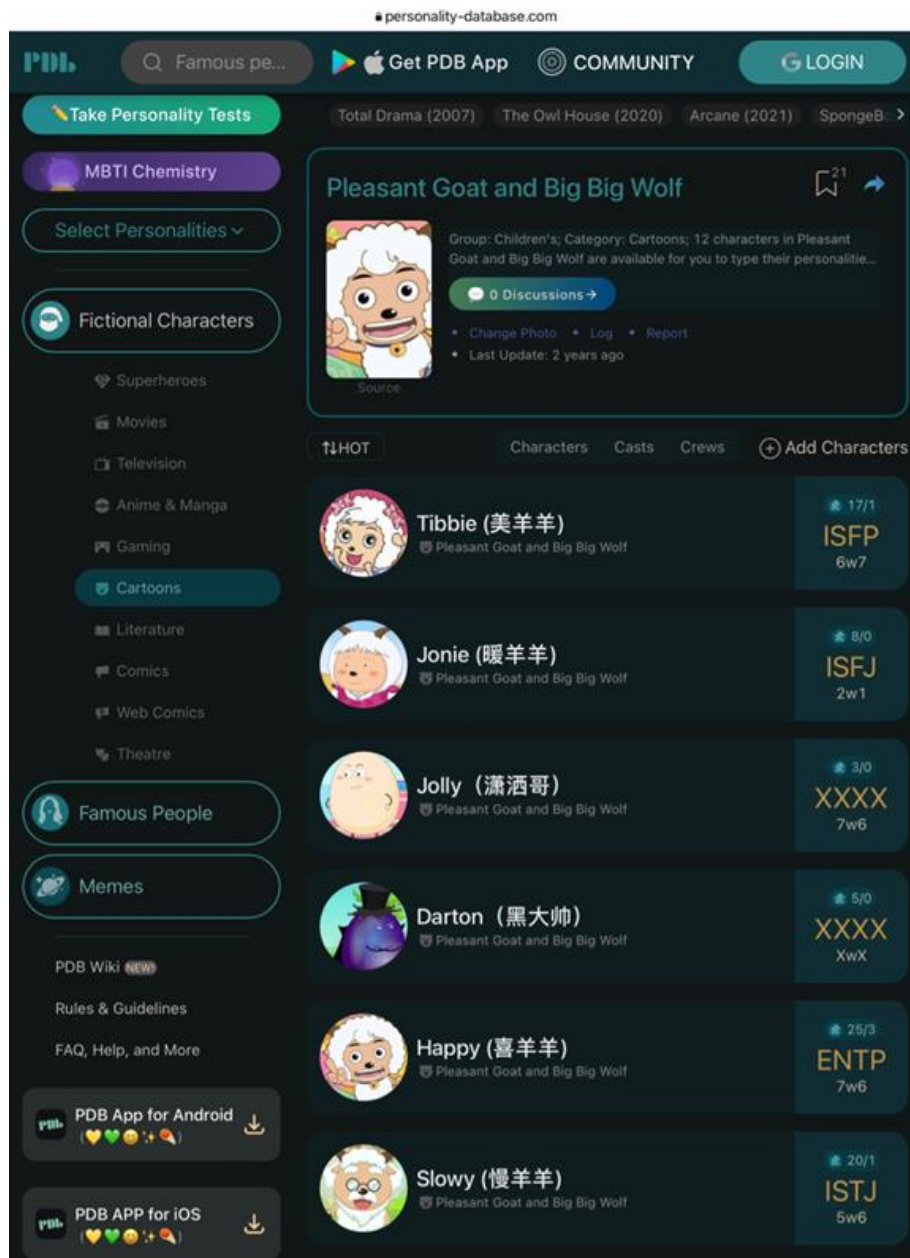 personality-database.com
PDb
Famous pe...
Get PDB App
COMMUNITY
LOGIN
Take Personality Tests
MBTI Chemistry
Select Personalities
Fictional Characters
Superheroes
Movies
Television
Anime & Manga
Gaming
Cartoons
Literature
Comics
Web Comics
Theatre
Famous People
Memes
PDB Wiki NEW!
Rules & Guidelines
FAQ, Help, and More
PDb
PDB App for Android
(💛💚😀✨🪃)
PDb
PDB APP for iOS
(💛💚😀✨🪃)
Total Drama (2007)
The Owl House (2020)
Arcane (2021)
SpongeB
Pleasant Goat and Big Big Wolf
21
Group: Children's; Category: Cartoons; 12 characters in Pleasant
Goat and Big Big Wolf are available for you to type their personalitie...
0 Discussions→
• Change Photo • Log • Report
• Last Update: 2 years ago
Source
HOT
Characters
Casts
Crews
Add Characters
Tibbie (美羊羊)
Pleasant Goat and Big Big Wolf
17/1
ISFP
6w7
Jonie (暖羊羊)
Pleasant Goat and Big Big Wolf
8/0
ISFJ
2w1
Jolly（潇洒哥）
Pleasant Goat and Big Big Wolf
3/0
XXXX
7w6
Darton（黑大帅）
Pleasant Goat and Big Big Wolf
5/0
XXXX
XwX
Happy (喜羊羊)
Pleasant Goat and Big Big Wolf
25/3
ENTP
7w6
Slowy (慢羊羊)
Pleasant Goat and Big Big Wolf
20/1
ISTJ
5w6